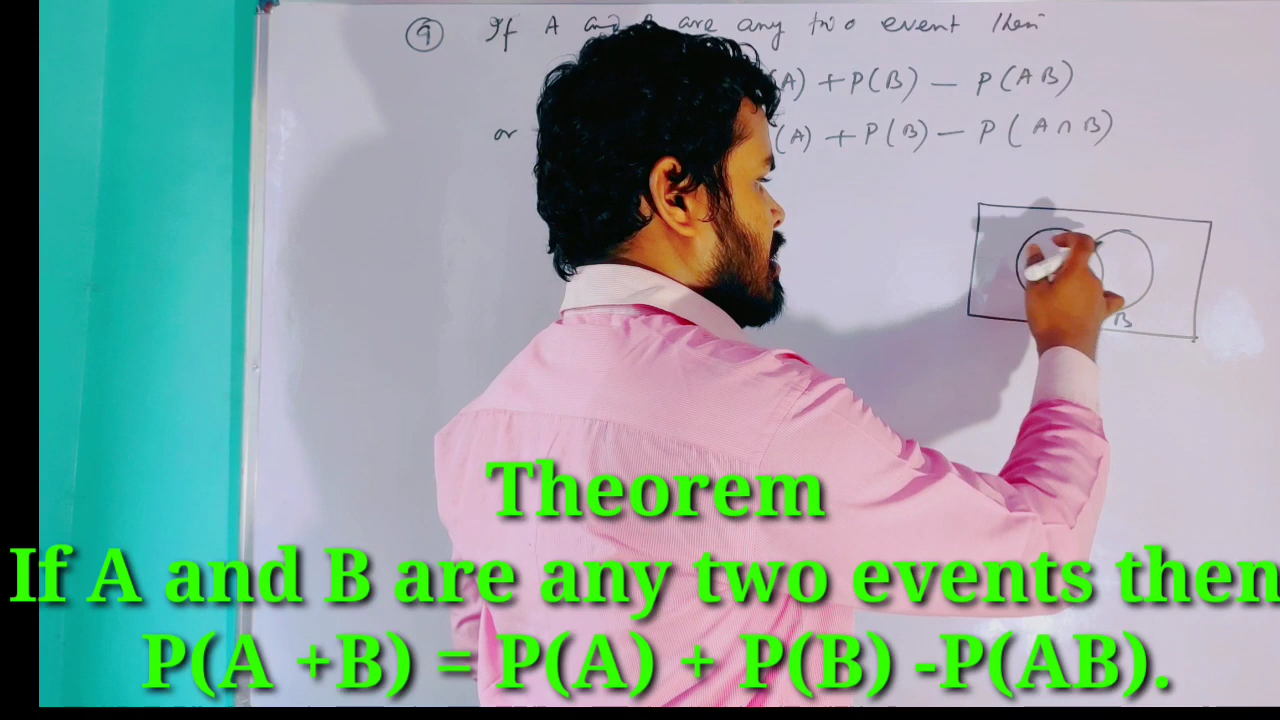 ⑨ If A and B are any two event then
(A) + P(B) — P(AB)
or (A) + P(B) — P(A∩B)
B
Theorem
If A and B are any two events then
P(A +B) = P(A) + P(B) -P(AB).